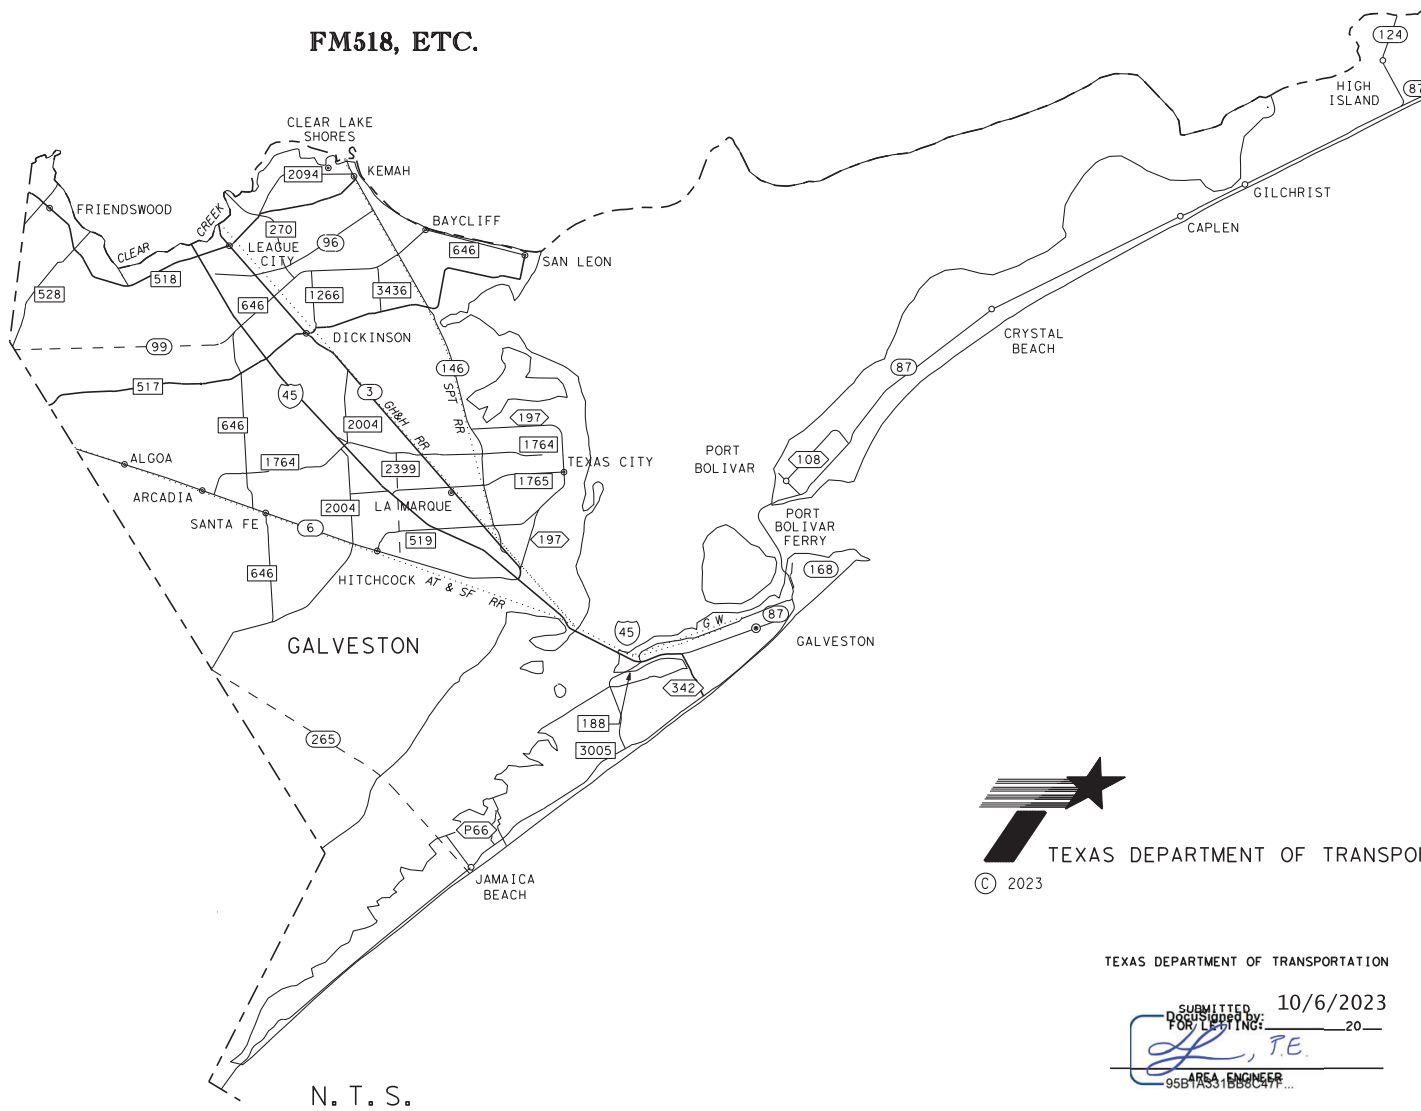 FM518, ETC.
124
HIGH
ISLAND
87
CLEAR LAKE
SHORES
KEMAH
2094
FRIENDSWOOD
CREEK
270
BAYCLIFF
GILCHRIST
CAPLEN
CLEAR
LEAGUE
CITY
96
646
SAN LEON
518
528
646
1266
3436
DICKINSON
CRYSTAL
BEACH
99
146
87
517
45
3
SPT RR
GH&H RR
197
646
2004
1764
PORT
BOLIVAR
108
ALGOA
1764
2399
TEXAS CITY
1765
ARCADIA
LA MARQUE
2004
SANTA FE
6
PORT
BOLIVAR
FERRY
519
197
168
646
HITCHCOCK
AT & SF RR
87
G.W.
45
GALVESTON
GALVESTON
342
188
265
3005
P66
JAMAICA
BEACH
TEXAS DEPARTMENT OF TRANSPO
© 2023
TEXAS DEPARTMENT OF TRANSPORTATION
SUBMITTED 10/6/2023
DocuSigned by:
FOR LETTING: 20
, P.E.
AREA ENGINEER
95B1A331BB8C47F...
N. T. S.